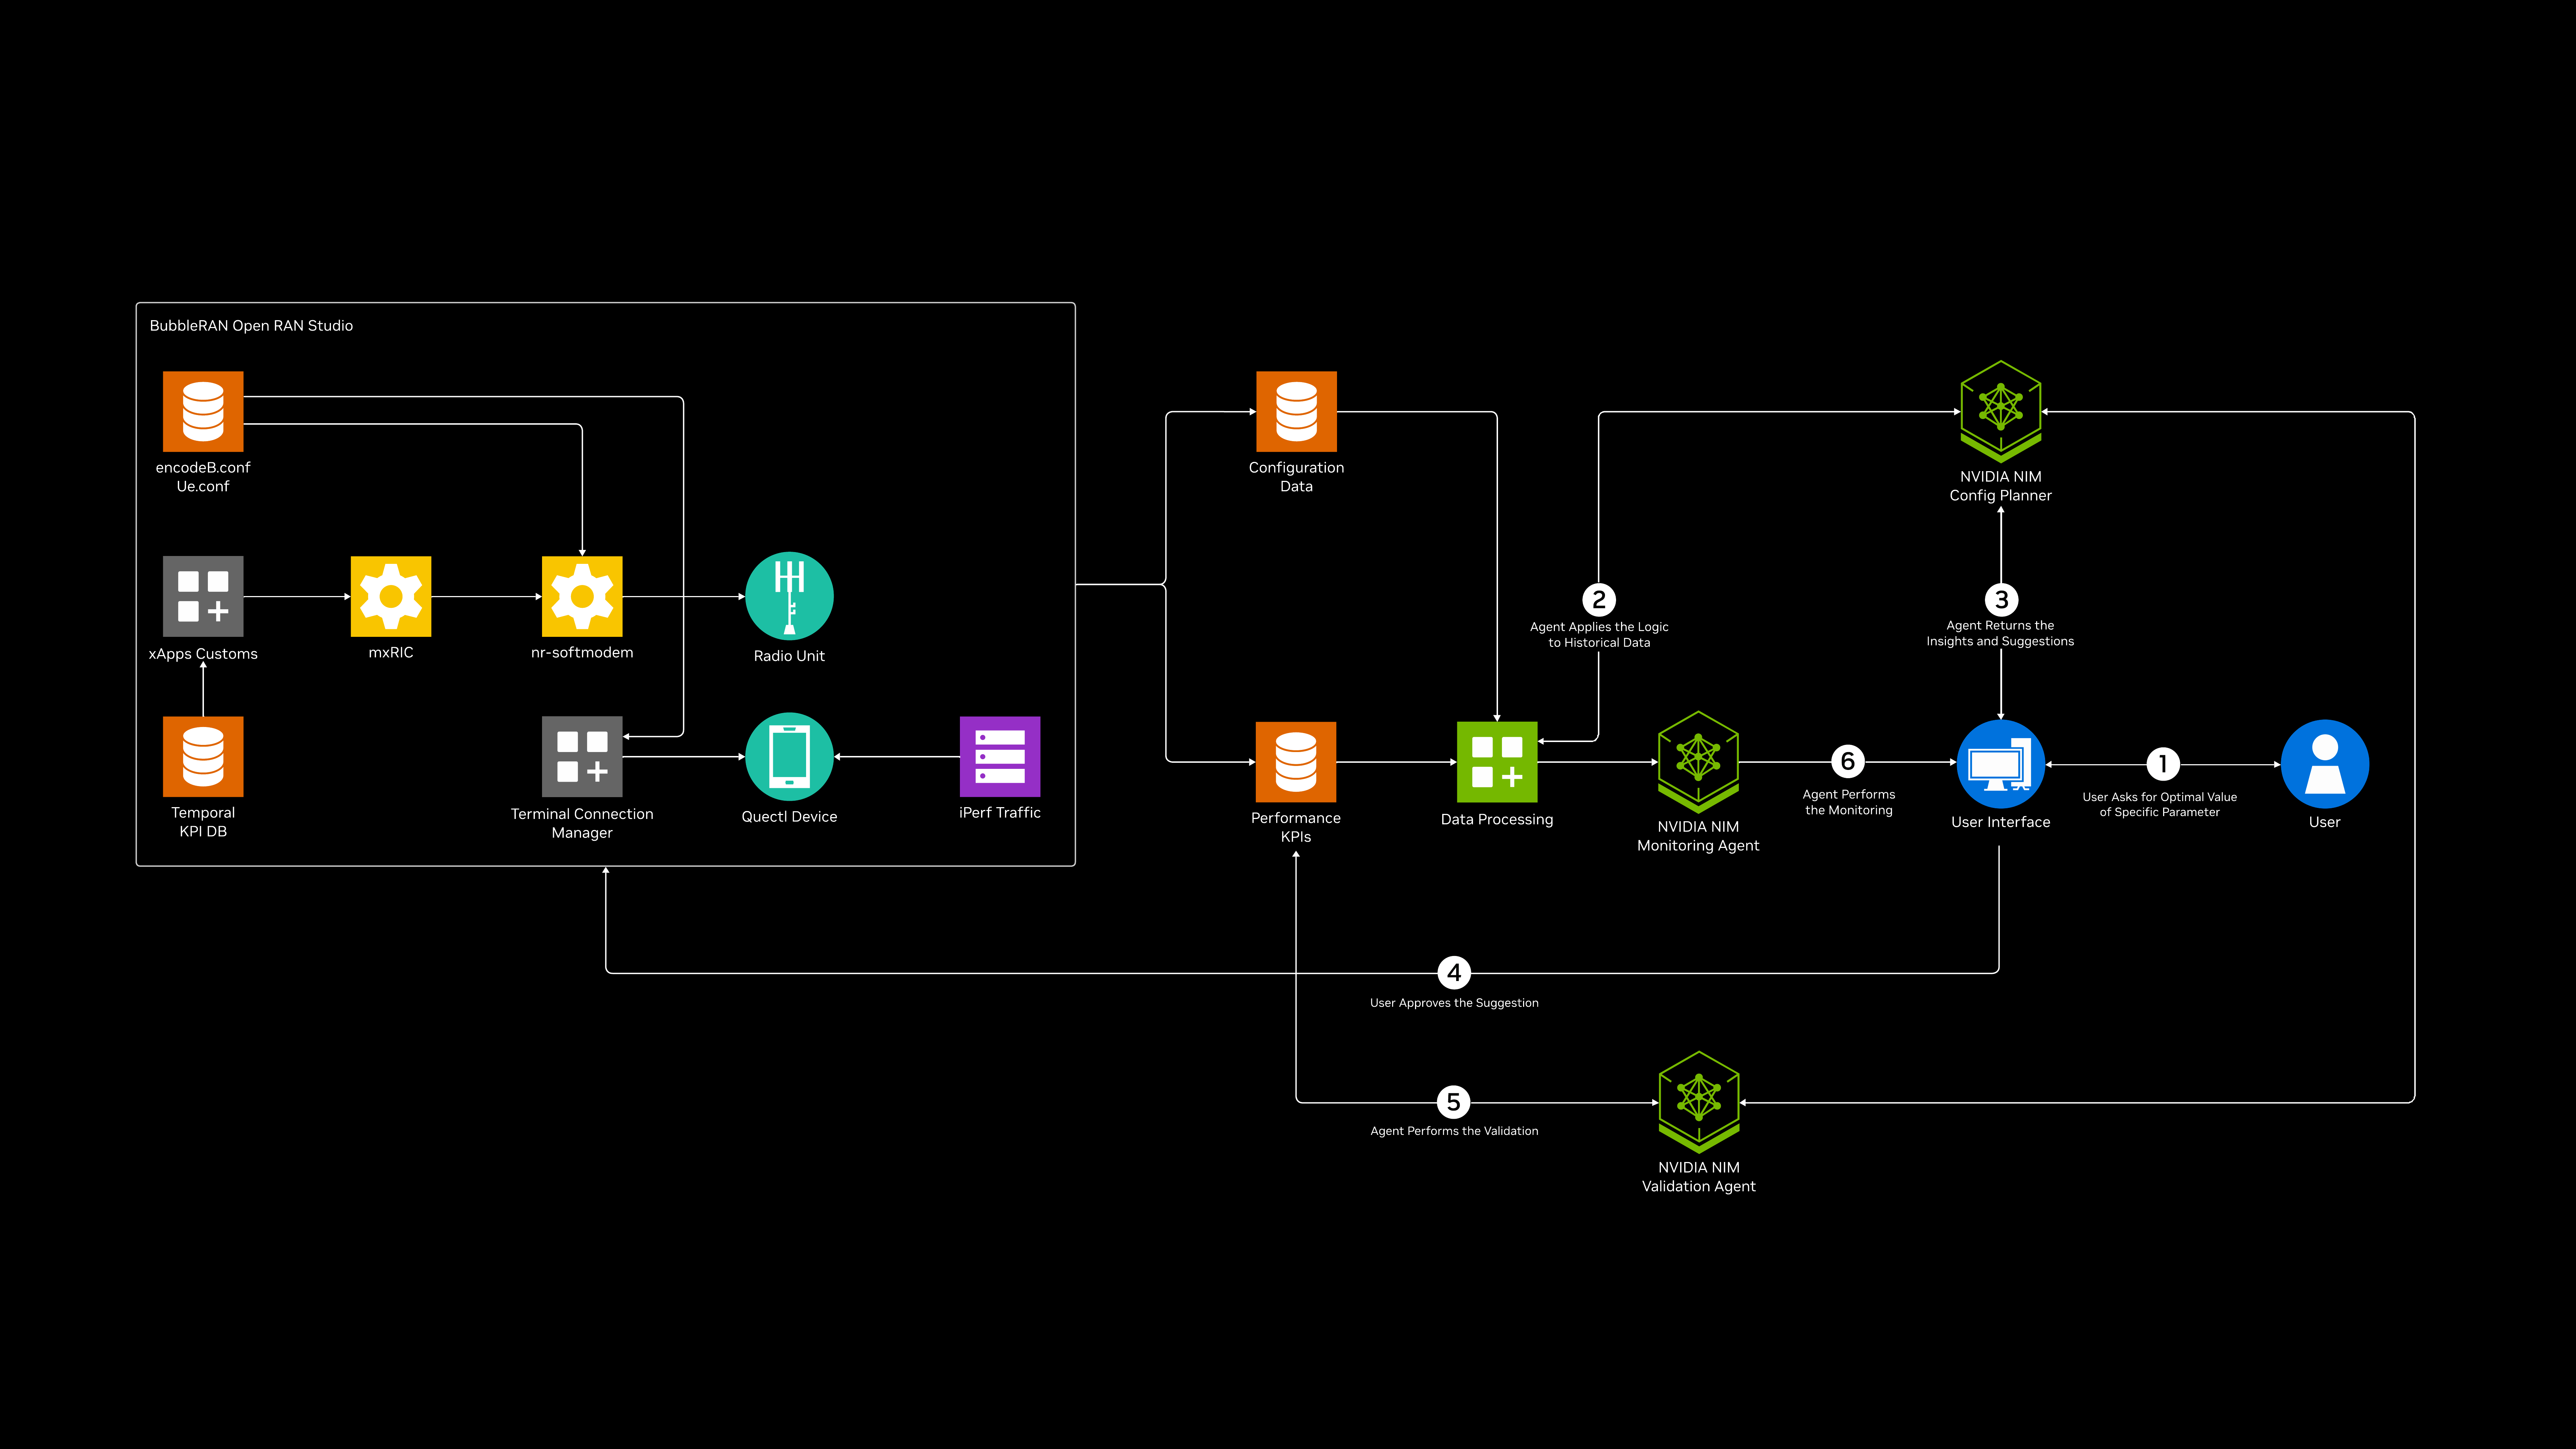 BubbleRAN Open RAN Studio
encodeB.conf
Ue.conf
xApps Customs
mxRIC
nr-softmodem
Radio Unit
Temporal
KPI DB
Terminal Connection
Manager
Quectl Device
iPerf Traffic
Configuration
Data
Performance
KPIs
Data Processing
2
Agent Applies the Logic
to Historical Data
NVIDIA NIM
Config Planner
3
Agent Returns the
Insights and Suggestions
NVIDIA NIM
Monitoring Agent
6
Agent Performs
the Monitoring
User Interface
1
User Asks for Optimal Value
of Specific Parameter
User
4
User Approves the Suggestion
5
Agent Performs the Validation
NVIDIA NIM
Validation Agent